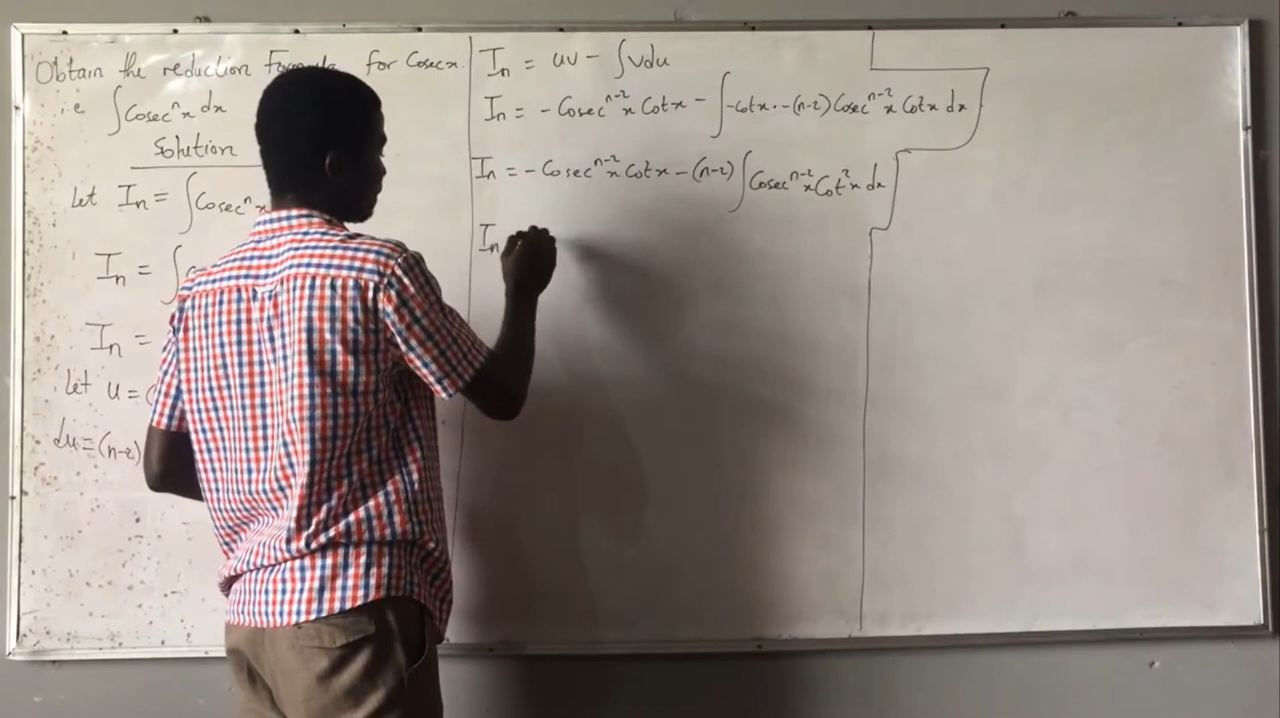 Obtain the reduction Formula for Cosecx.
i.e ∫Cosecⁿx dx
Solution
Let Iₙ = ∫Cosecⁿx
Iₙ = ∫
Iₙ =
Let u =
du = (n-2)
Iₙ = uv - ∫vdu
Iₙ = -Cosecⁿ⁻²x Cotx - ∫-Cotx · -(n-2) Cosecⁿ⁻²x Cotx dx
Iₙ = -Cosecⁿ⁻²x Cotx - (n-2) ∫Cosecⁿ⁻²x Cot²x dx
Iₙ